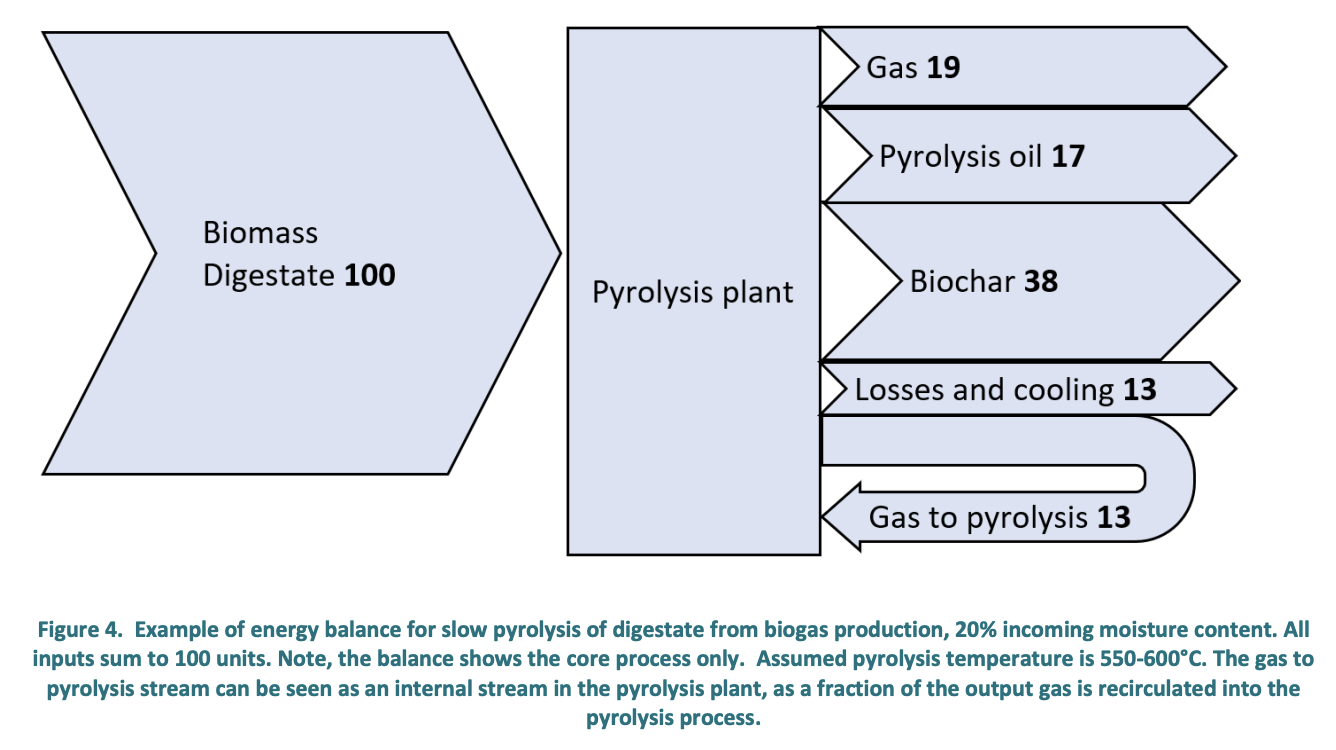 Biomass
Digestate 100
Pyrolysis plant
Gas 19
Pyrolysis oil 17
Biochar 38
Losses and cooling 13
Gas to pyrolysis 13
Figure 4.  Example of energy balance for slow pyrolysis of digestate from biogas production, 20% incoming moisture content. All
inputs sum to 100 units. Note, the balance shows the core process only.  Assumed pyrolysis temperature is 550-600°C. The gas to
pyrolysis stream can be seen as an internal stream in the pyrolysis plant, as a fraction of the output gas is recirculated into the
pyrolysis process.